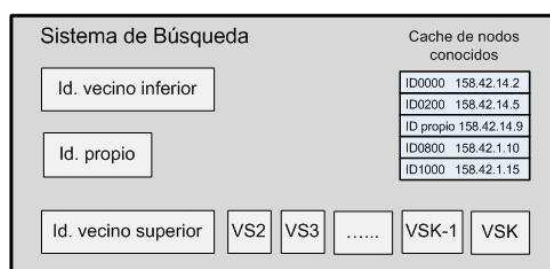 Sistema de Búsqueda
Cache de nodos
conocidos
Id. vecino inferior
ID0000 158.42.14.2
ID0200 158.42.14.5
ID propio 158.42.14.9
ID0800 158.42.1.10
ID1000 158.42.1.15
Id. propio
Id. vecino superior VS2 VS3 ...... VSK-1 VSK